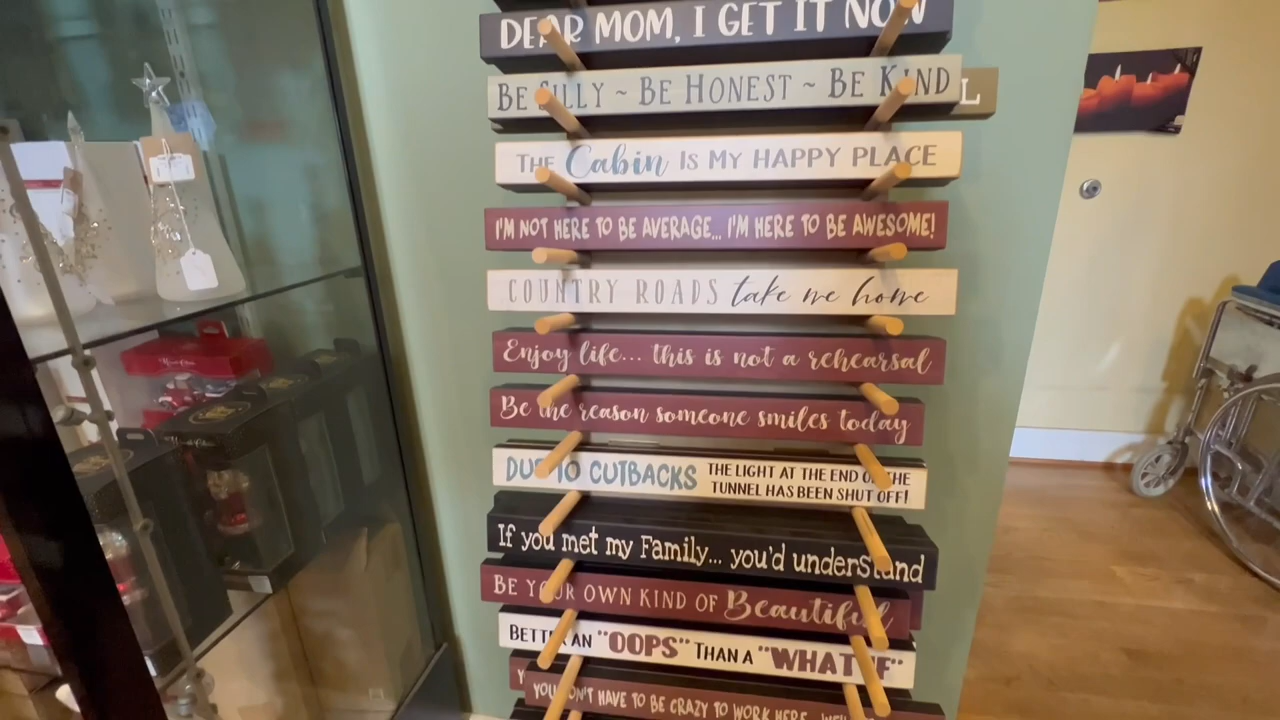 DEAR MOM, I GET IT NOW
BE SILLY ~ BE HONEST ~ BE KIND
L
THE Cabin IS MY HAPPY PLACE
I'M NOT HERE TO BE AVERAGE... I'M HERE TO BE AWESOME!
COUNTRY ROADS take me home
Enjoy life... this is not a rehearsal
Be the reason someone smiles today
DUE TO CUTBACKS THE LIGHT AT THE END OF THE
TUNNEL HAS BEEN SHUT OFF!
If you met my Family... you'd understand
BE YOUR OWN KIND OF Beautiful
BETTER AN "OOPS" THAN A "WHAT IF"
Y
YOU DON'T HAVE TO BE CRAZY TO WORK HERE... WE'LL